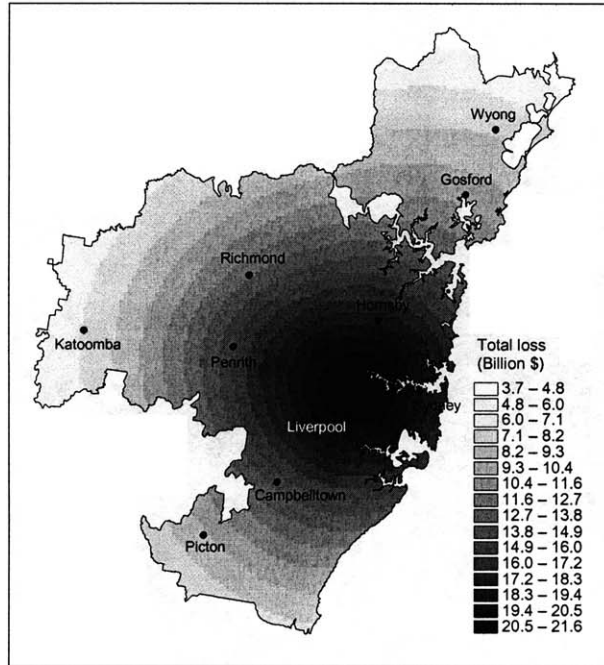 Wyong
Gosford
Richmond
Hornsby
Katoomba
Penrith
Liverpool
Campbelltown
Picton
Total loss
(Billion $)
3.7 – 4.8
4.8 – 6.0
6.0 – 7.1
7.1 – 8.2
8.2 – 9.3
9.3 – 10.4
10.4 – 11.6
11.6 – 12.7
12.7 – 13.8
13.8 – 14.9
14.9 – 16.0
16.0 – 17.2
17.2 – 18.3
18.3 – 19.4
19.4 – 20.5
20.5 – 21.6